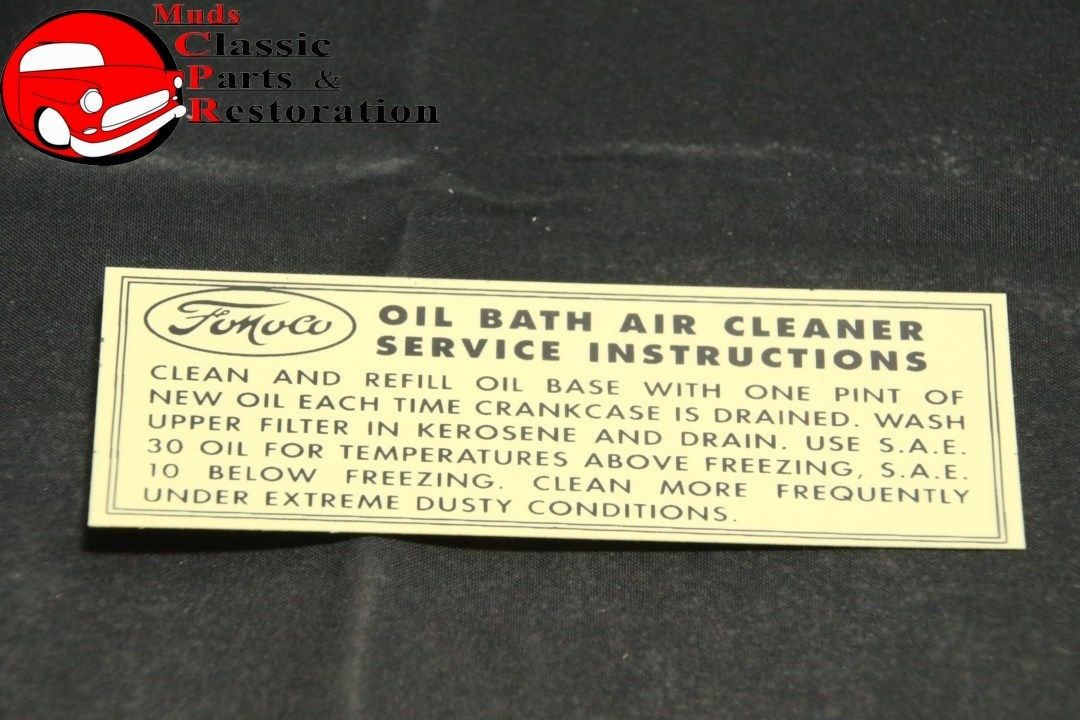 Muds
Classic
Parts &
Restoration
FoMoCo
OIL BATH AIR CLEANER
SERVICE INSTRUCTIONS
CLEAN AND REFILL OIL BASE WITH ONE PINT OF
NEW OIL EACH TIME CRANKCASE IS DRAINED. WASH
UPPER FILTER IN KEROSENE AND DRAIN. USE S.A.E.
30 OIL FOR TEMPERATURES ABOVE FREEZING, S.A.E.
10 BELOW FREEZING. CLEAN MORE FREQUENTLY
UNDER EXTREME DUSTY CONDITIONS.